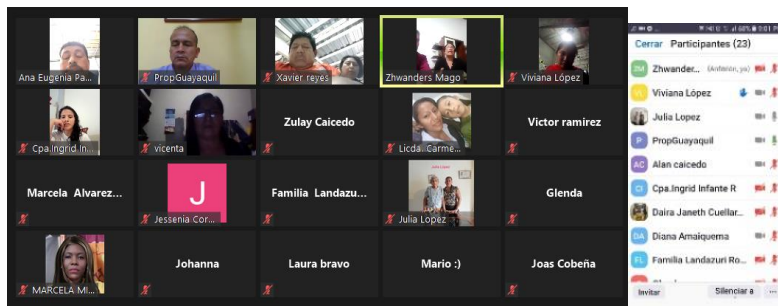 Ana Eugenia Pa...
PropGuayaquil
Xavier reyes
Zhwanders Mago
Viviana López
Cpa.Ingrid In...
vicenta
Zulay Caicedo
Licda. Carme...
Victor ramirez
Marcela Alvarez...
J
Jessenia Cor...
Familia Landazu...
Julia Lopez
Glenda
MARCELA MI...
Johanna
Laura bravo
Mario :)
Joas Cobeña
Cerrar Participantes (23)
ZM Zhwander... (Anfitrión, yo)
Viviana López
Julia Lopez
P PropGuayaquil
AC Alan caicedo
CI Cpa.Ingrid Infante R
Daira Janeth Cuellar...
DA Diana Amaiquema
FL Familia Landazuri Ro...
Invitar Silenciar a ...